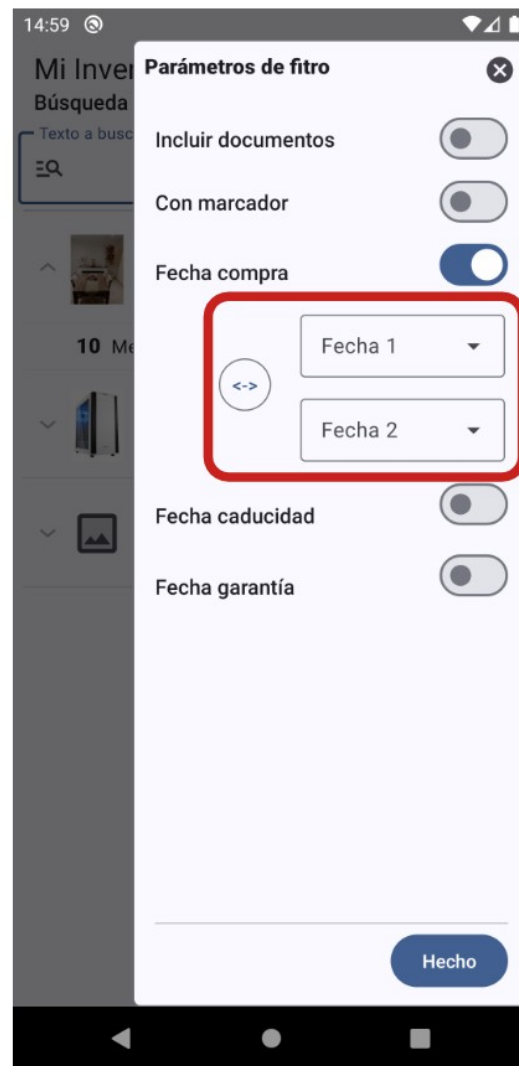 14:59
Mi Inver
Parámetros de fitro
Búsqueda
Texto a busc
Incluir documentos
Con marcador
Fecha compra
10 Me
Fecha 1
<->
Fecha 2
Fecha caducidad
Fecha garantía
Hecho